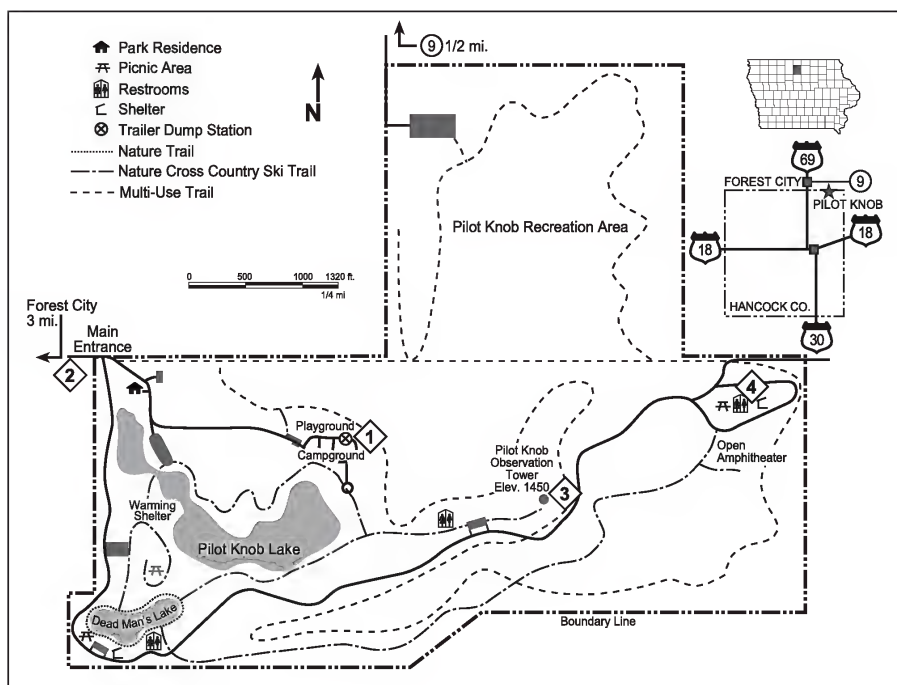 Park Residence
Picnic Area
Restrooms
Shelter
Trailer Dump Station
Nature Trail
Nature Cross Country Ski Trail
Multi-Use Trail
N
9 1/2 mi.
0 500 1000 1320 ft.
1/4 mi
Pilot Knob Recreation Area
69
FOREST CITY
9
PILOT KNOB
18
18
HANCOCK CO.
30
Forest City
3 mi.
Main
Entrance
2
Playground
1
Campground
Pilot Knob
Observation
Tower
Elev. 1450
3
4
Open
Amphitheater
Warming
Shelter
Pilot Knob Lake
Dead Man's Lake
Boundary Line